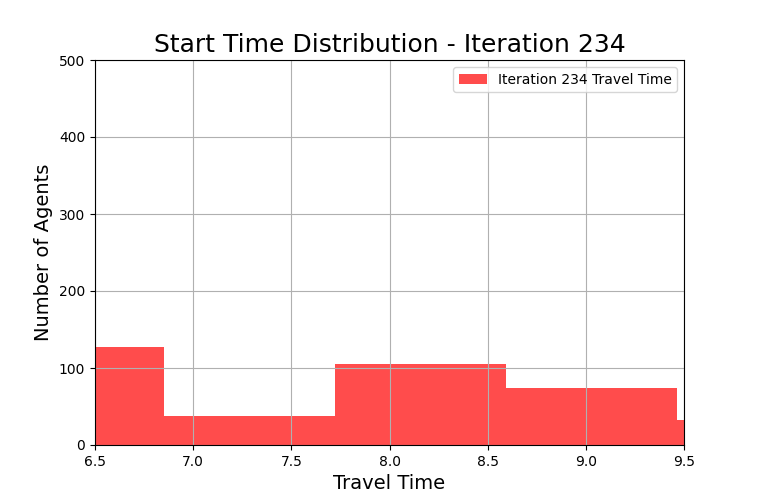 Start Time Distribution - Iteration 234
Iteration 234 Travel Time
Number of Agents
500
400
300
200
100
0
6.5 7.0 7.5 8.0 8.5 9.0 9.5
Travel Time